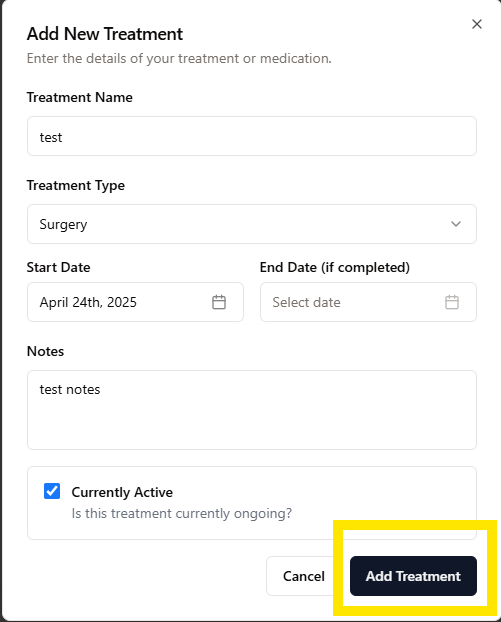 Add New Treatment
Enter the details of your treatment or medication.
Treatment Name
test
Treatment Type
Surgery
Start Date
End Date (if completed)
April 24th, 2025
Select date
Notes
test notes
Currently Active
Is this treatment currently ongoing?
Cancel
Add Treatment